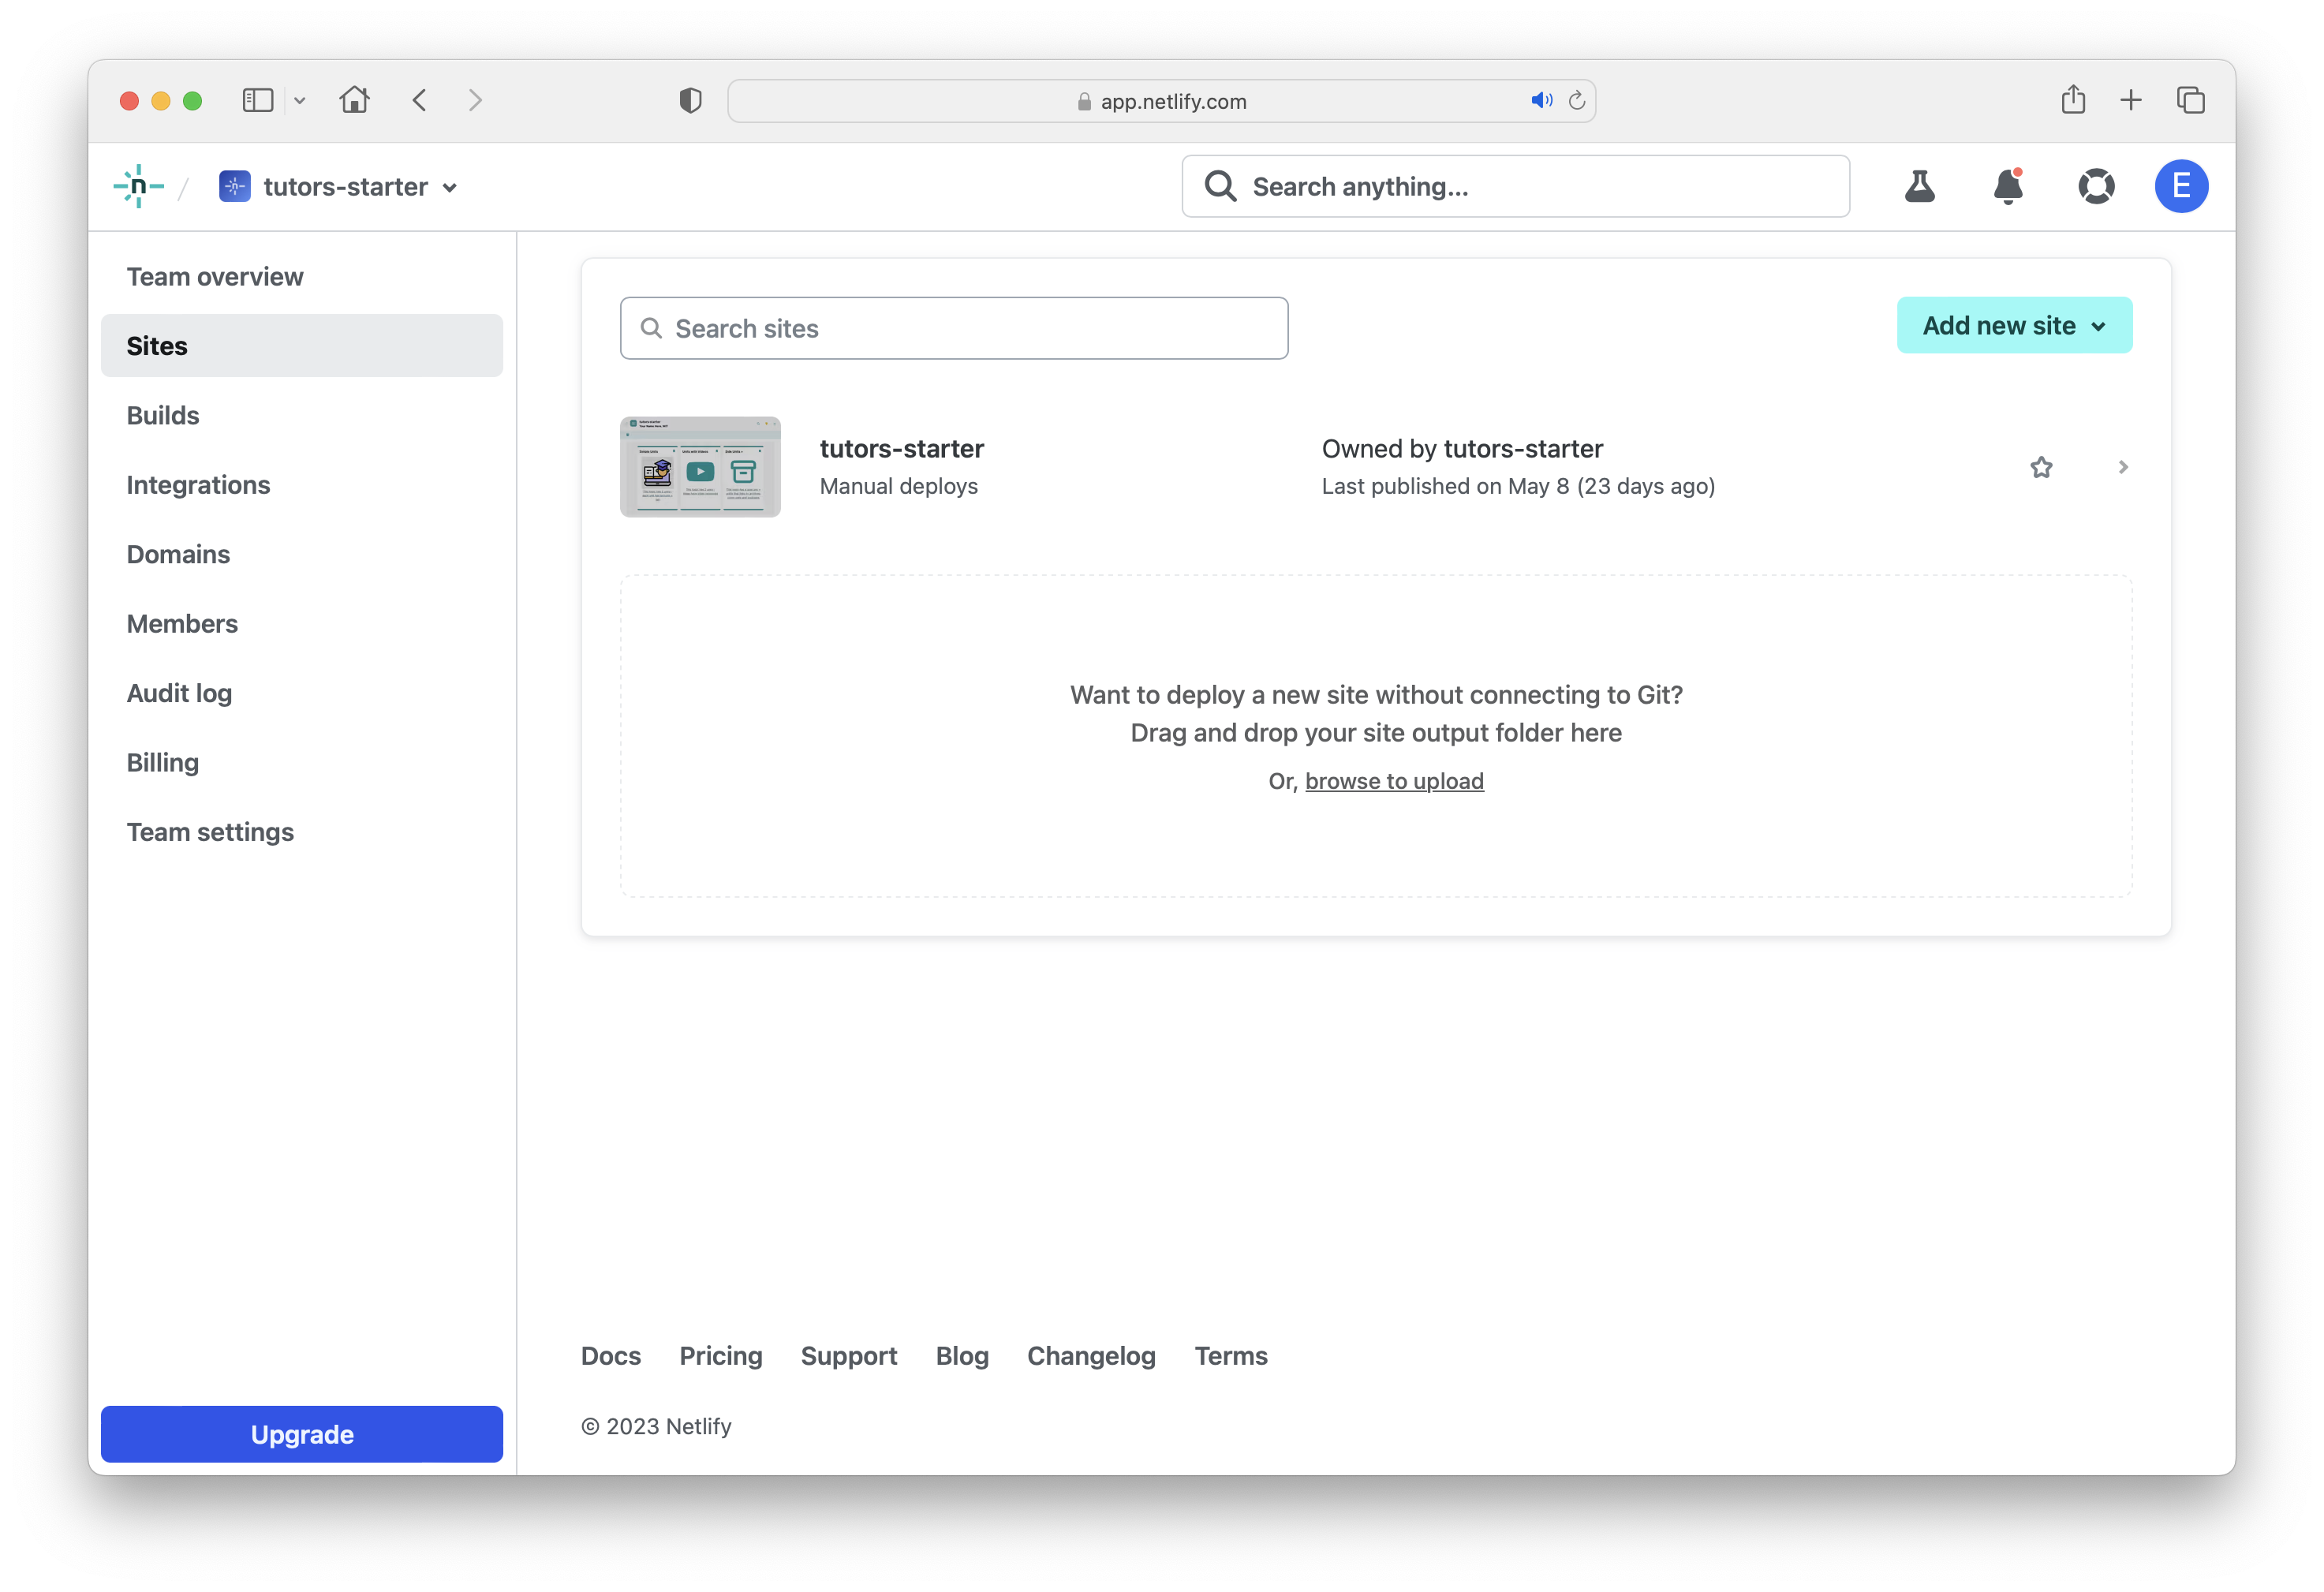 app.netlify.com
n
tutors-starter
Search anything...
E
Team overview
Sites
Builds
Integrations
Domains
Members
Audit log
Billing
Team settings
Upgrade
Search sites
Add new site
tutors-starter
Manual deploys
Owned by tutors-starter
Last published on May 8 (23 days ago)
Want to deploy a new site without connecting to Git?
Drag and drop your site output folder here
Or, browse to upload
Docs Pricing Support Blog Changelog Terms
© 2023 Netlify